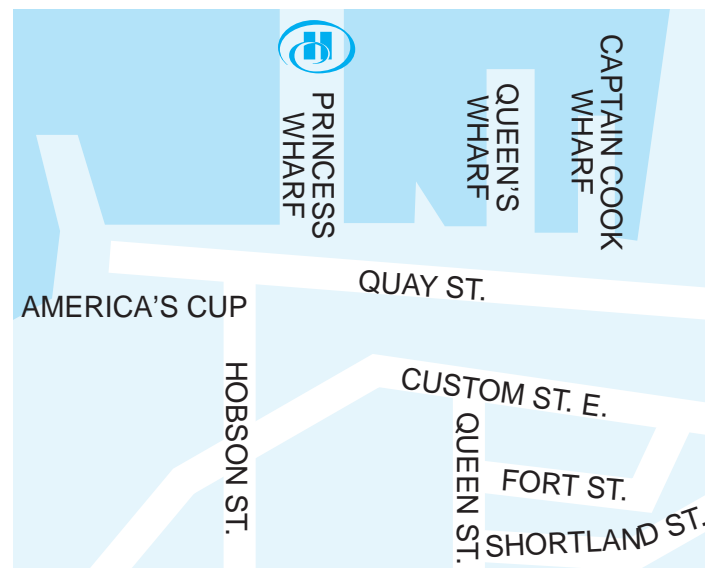 PRINCESS
WHARF
QUEEN'S
WHARF
CAPTAIN COOK
WHARF
QUAY ST.
AMERICA'S CUP
HOBSON ST.
CUSTOM ST. E.
QUEEN ST.
FORT ST.
SHORTLAND ST.